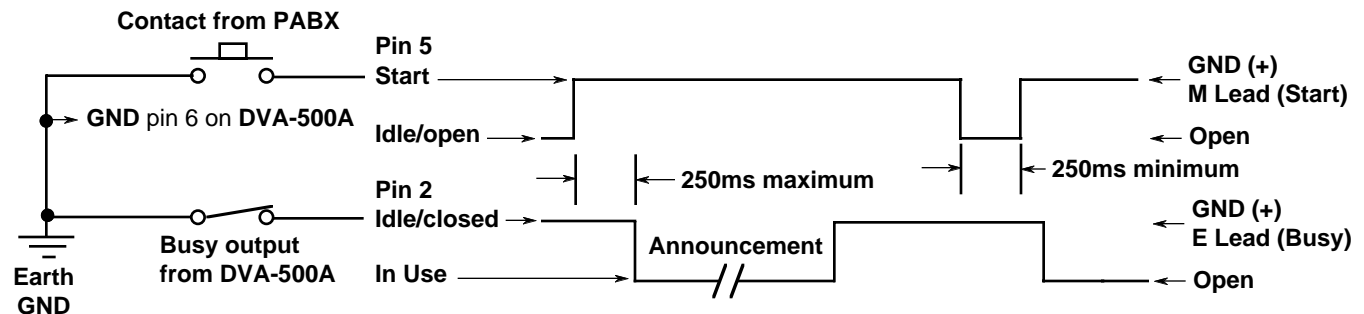 Contact from PABX
Pin 5
Start
GND (+)
M Lead (Start)
GND pin 6 on DVA-500A
Idle/open
Open
250ms maximum
250ms minimum
Pin 2
Idle/closed
GND (+)
E Lead (Busy)
Busy output
from DVA-500A
Announcement
In Use
Open
Earth
GND